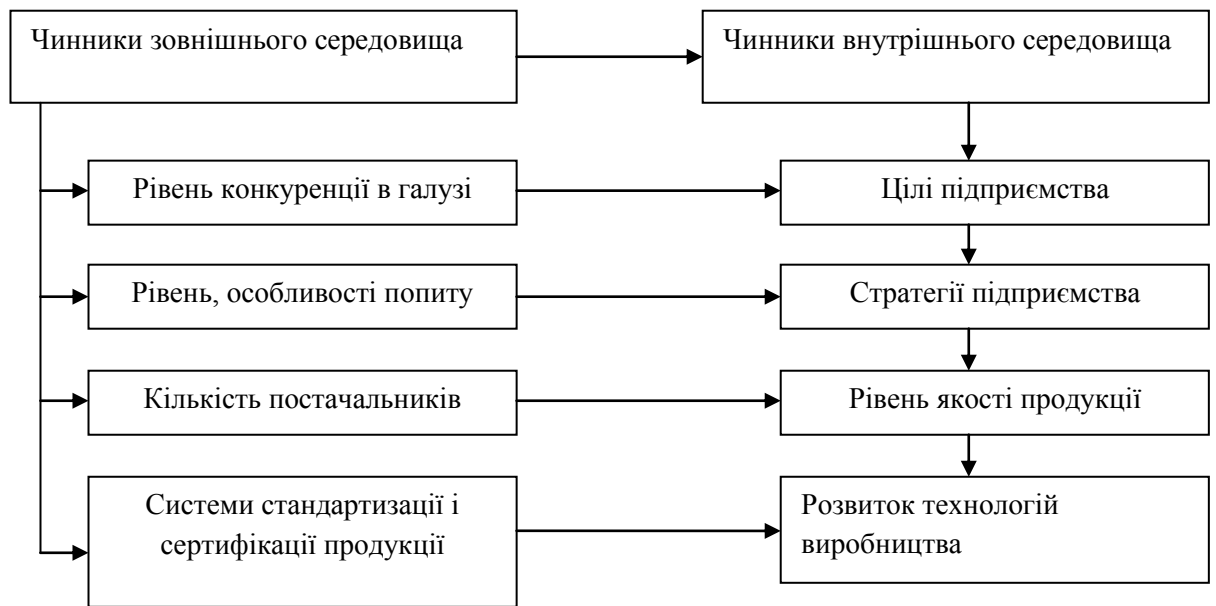 Чинники зовнішнього середовища
Чинники внутрішнього середовища
Рівень конкуренції в галузі
Цілі підприємства
Рівень, особливості попиту
Стратегії підприємства
Кількість постачальників
Рівень якості продукції
Системи стандартизації і
сертифікації продукції
Розвиток технологій
виробництва